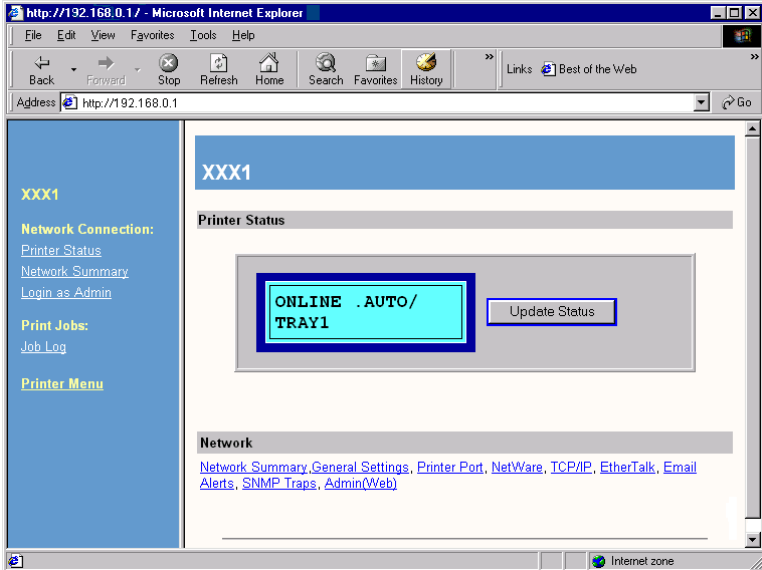 http://192.168.0.1/ - Microsoft Internet Explorer
File Edit View Favorites Tools Help
Back Forward Stop Refresh Home Search Favorites History » Links Best of the Web »
Address http://192.168.0.1 Go
XXX1
Network Connection:
Printer Status
Network Summary
Login as Admin
Print Jobs:
Job Log
Printer Menu
XXX1
Printer Status
ONLINE .AUTO/
TRAY1
Update Status
Network
Network Summary,General Settings, Printer Port, NetWare, TCP/IP, EtherTalk, Email
Alerts, SNMP Traps, Admin(Web)
Internet zone